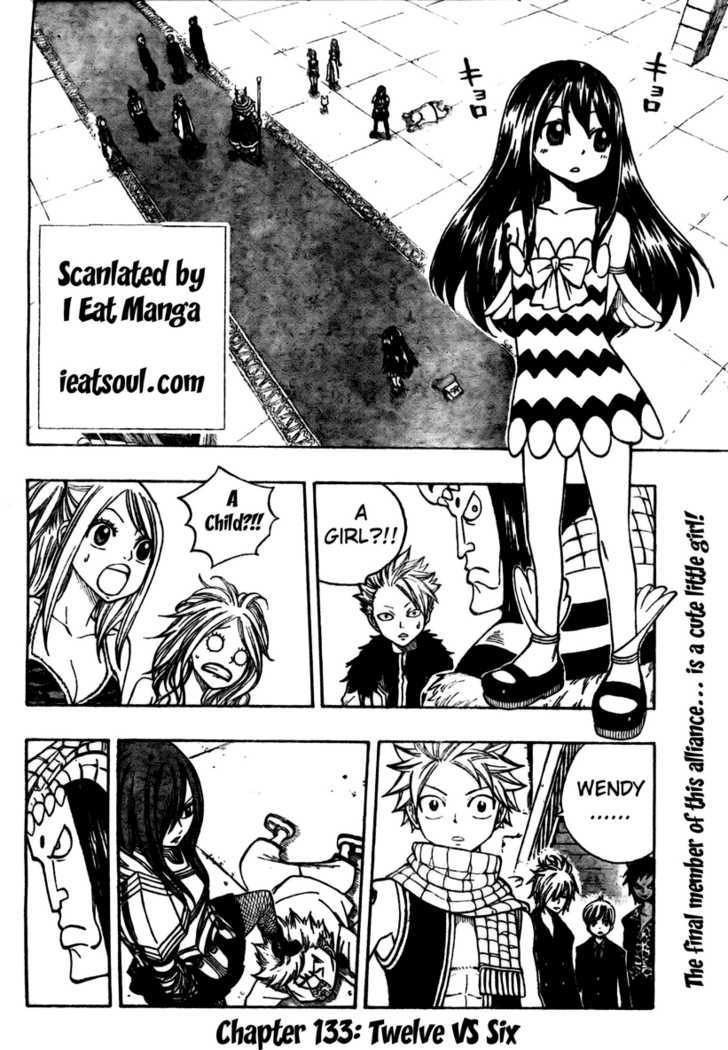 キョロ
キョロ
Scanlated by
I Eat Manga
ieatsoul.com
A
Child?!!
A
GIRL?!!
WENDY
......
The final member of this alliance... is a cute little girl!
Chapter 133: Twelve VS Six